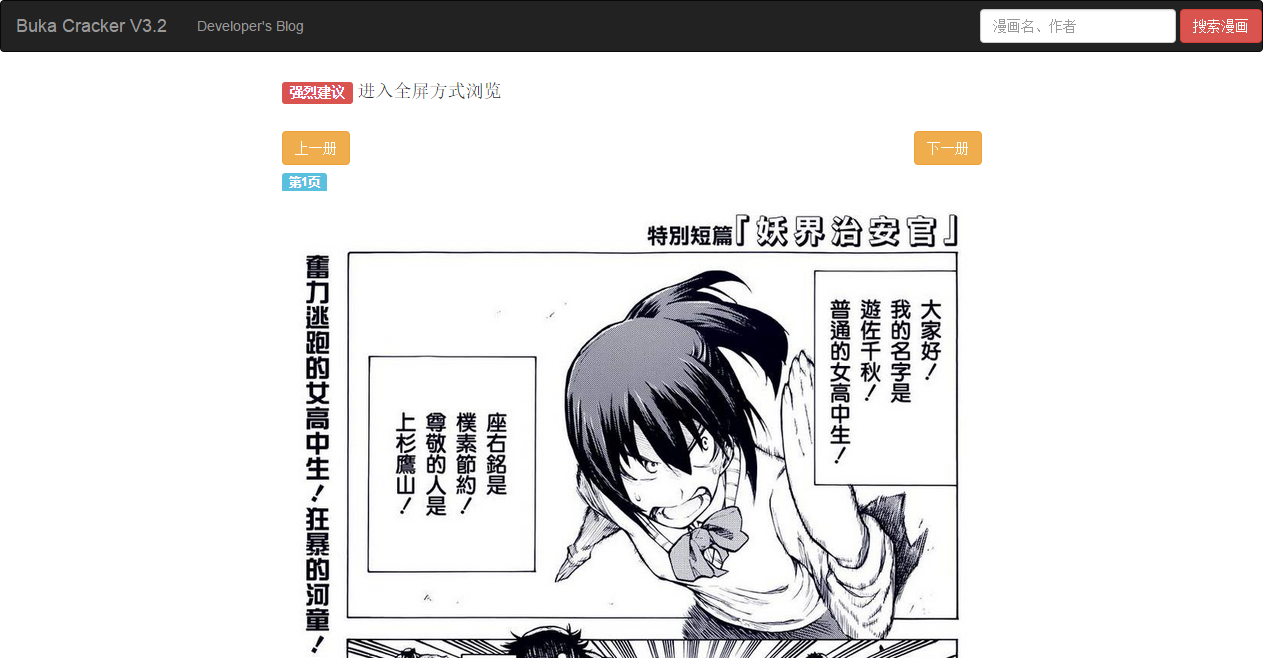 Buka Cracker V3.2
Developer's Blog
漫画名、作者
搜索漫画
强烈建议
进入全屏方式浏览
上一册
下一册
第1页
特別短篇『妖界治安官』
大家好！
我的名字是
遊佐千秋！
普通的女高中生！
座右銘是
樸素節約！
尊敬的人是
上杉鷹山！
奮力逃跑的女高中生！狂暴的河童！